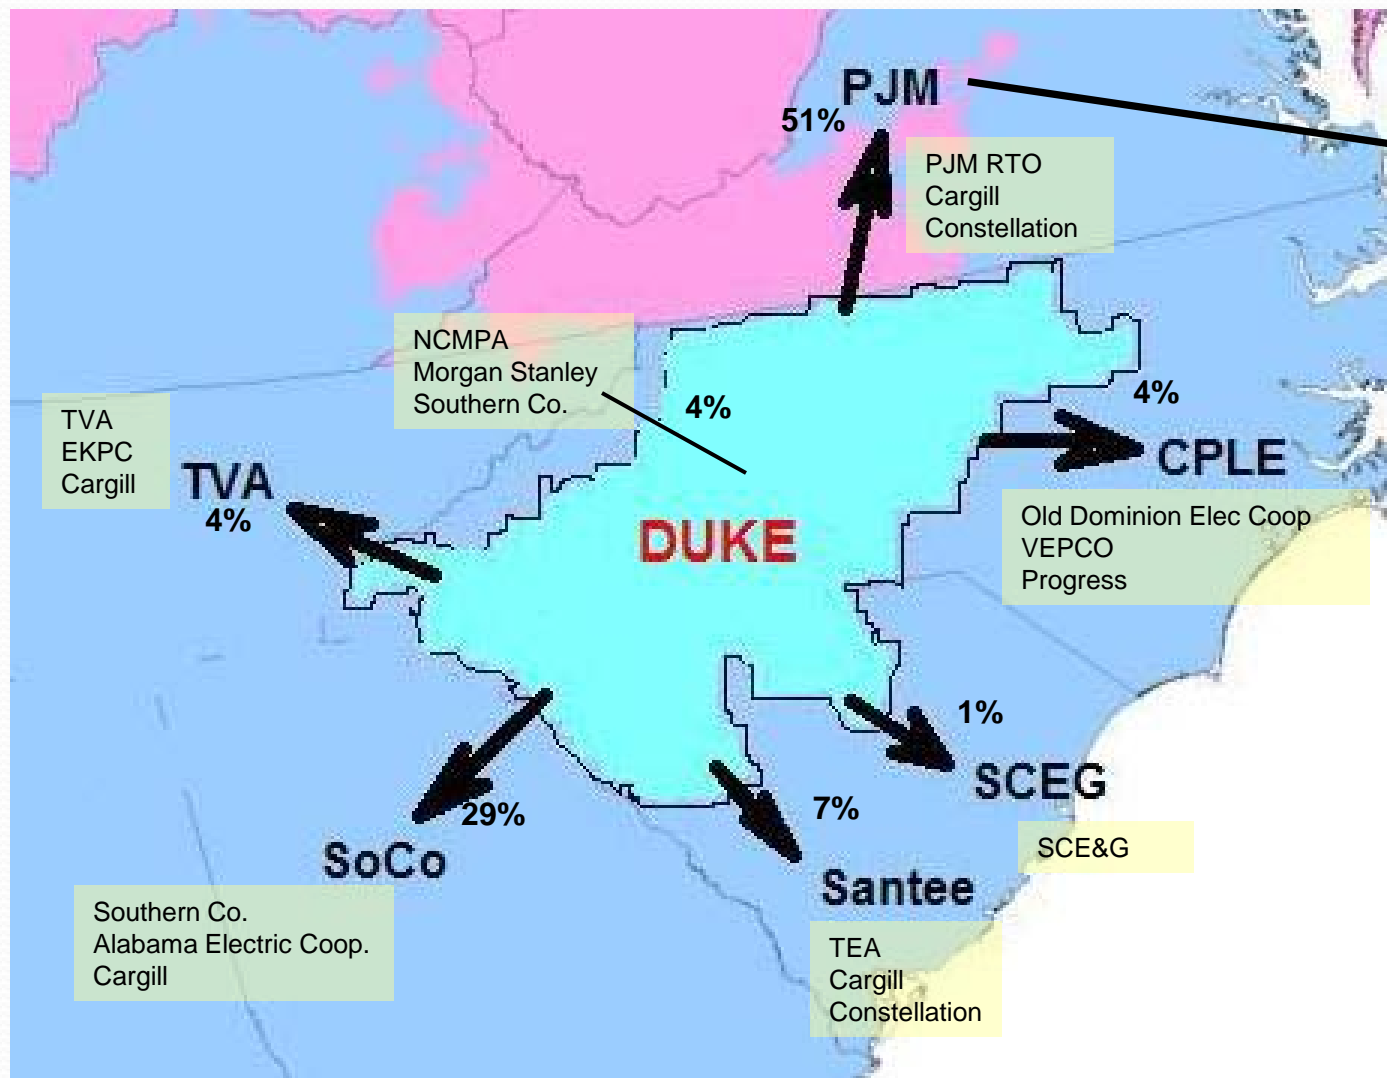 PJM
51%
PJM RTO
Cargill
Constellation
NCMPA
Morgan Stanley
Southern Co.
4%
4%
TVA
EKPC
Cargill
TVA
4%
CPLE
Old Dominion Elec Coop
VEPCO
Progress
DUKE
1%
SCEG
SCE&G
29%
SoCo
7%
Santee
Southern Co.
Alabama Electric Coop.
Cargill
TEA
Cargill
Constellation